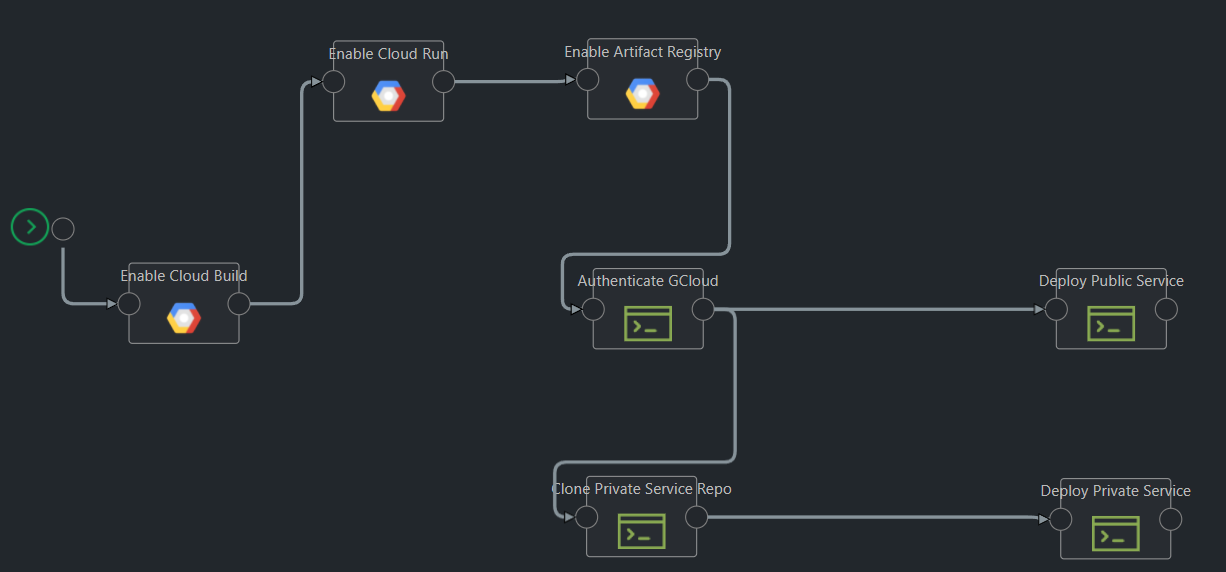 Enable Cloud Run
Enable Artifact Registry
Enable Cloud Build
Authenticate GCloud
Deploy Public Service
Clone Private Service Repo
Deploy Private Service